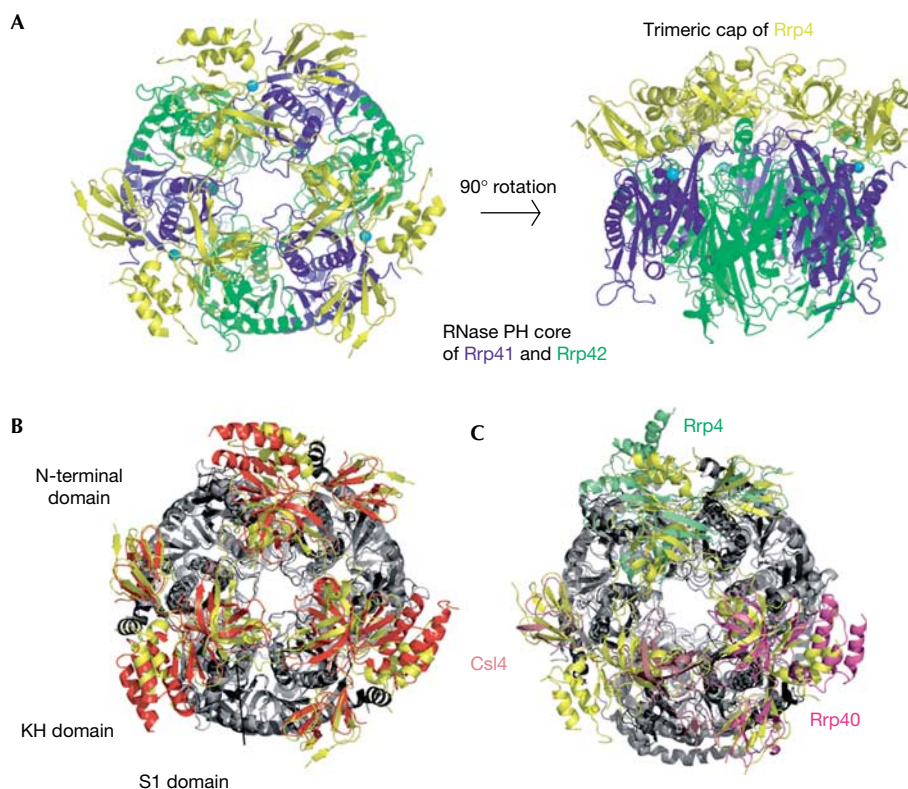 A
Trimeric cap of Rrp4
90° rotation
RNase PH core
of Rrp41 and Rrp42
B
N-terminal
domain
KH domain
S1 domain
C
Rrp4
Csl4
Rrp40